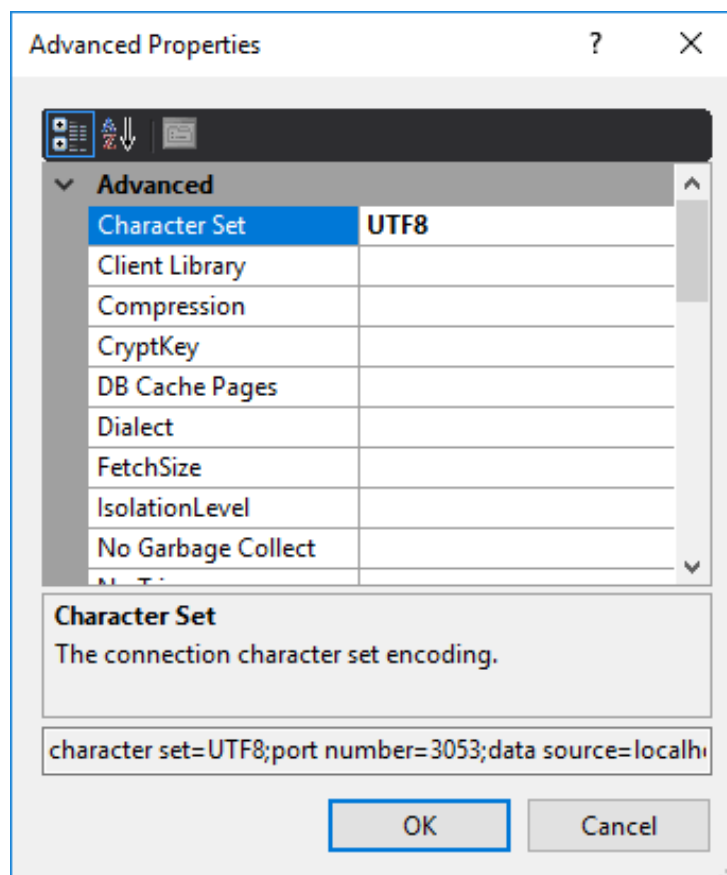 Advanced Properties ?
Advanced
Character Set UTF8
Client Library
Compression
CryptKey
DB Cache Pages
Dialect
FetchSize
IsolationLevel
No Garbage Collect
Character Set
The connection character set encoding.
character set=UTF8;port number=3053;data source=localh
OK Cancel